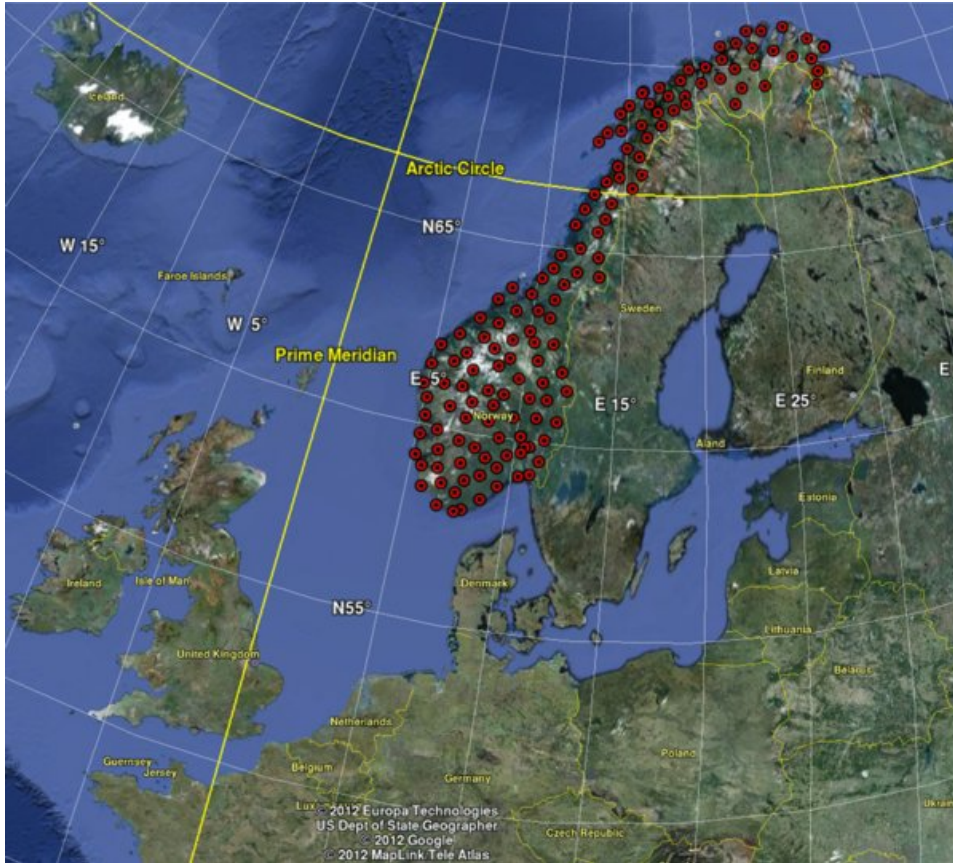 Iceland
Arctic Circle
N65°
W 15°
Faroe Islands
Sweden
W 5°
Prime Meridian
Finland
E 5°
E
E 15°
E 25°
Norway
Aland
Estonia
Denmark
Latvia
Ireland
Isle of Man
N55°
Lithuania
United Kingdom
Belarus
Netherlands
Guernsey
Jersey
Belgium
Poland
Germany
Ukrain
© 2012 Europa Technologies
US Dept of State Geographer
© 2012 Google
© 2012 MapLink Tele Atlas
Czech Republic